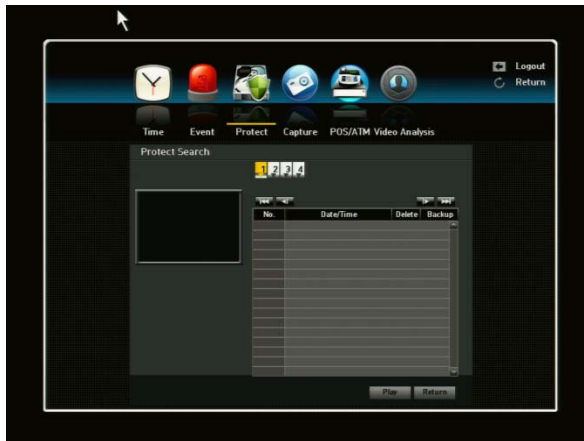 Logout
Return
Time Event Protect Capture POS/ATM Video Analysis
Protect Search
1 2 3 4
No. Date/Time Delete Backup
Play Return